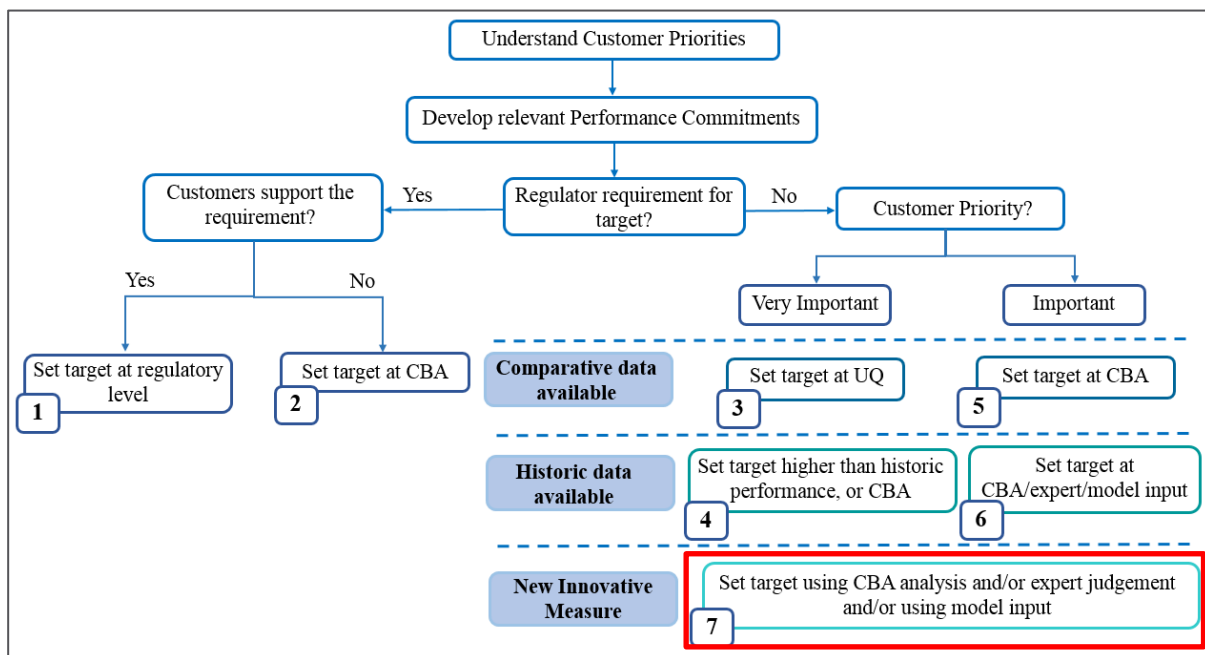 Understand Customer Priorities
Develop relevant Performance Commitments
Customers support the
requirement?
Yes
Regulator requirement for
target?
No
Customer Priority?
Yes
No
Very Important
Important
Set target at regulatory
level
1
Set target at CBA
2
Comparative data
available
Set target at UQ
3
Set target at CBA
5
Historic data
available
Set target higher than historic
performance, or CBA
4
Set target at
CBA/expert/model input
6
New Innovative
Measure
Set target using CBA analysis and/or expert judgement
and/or using model input
7